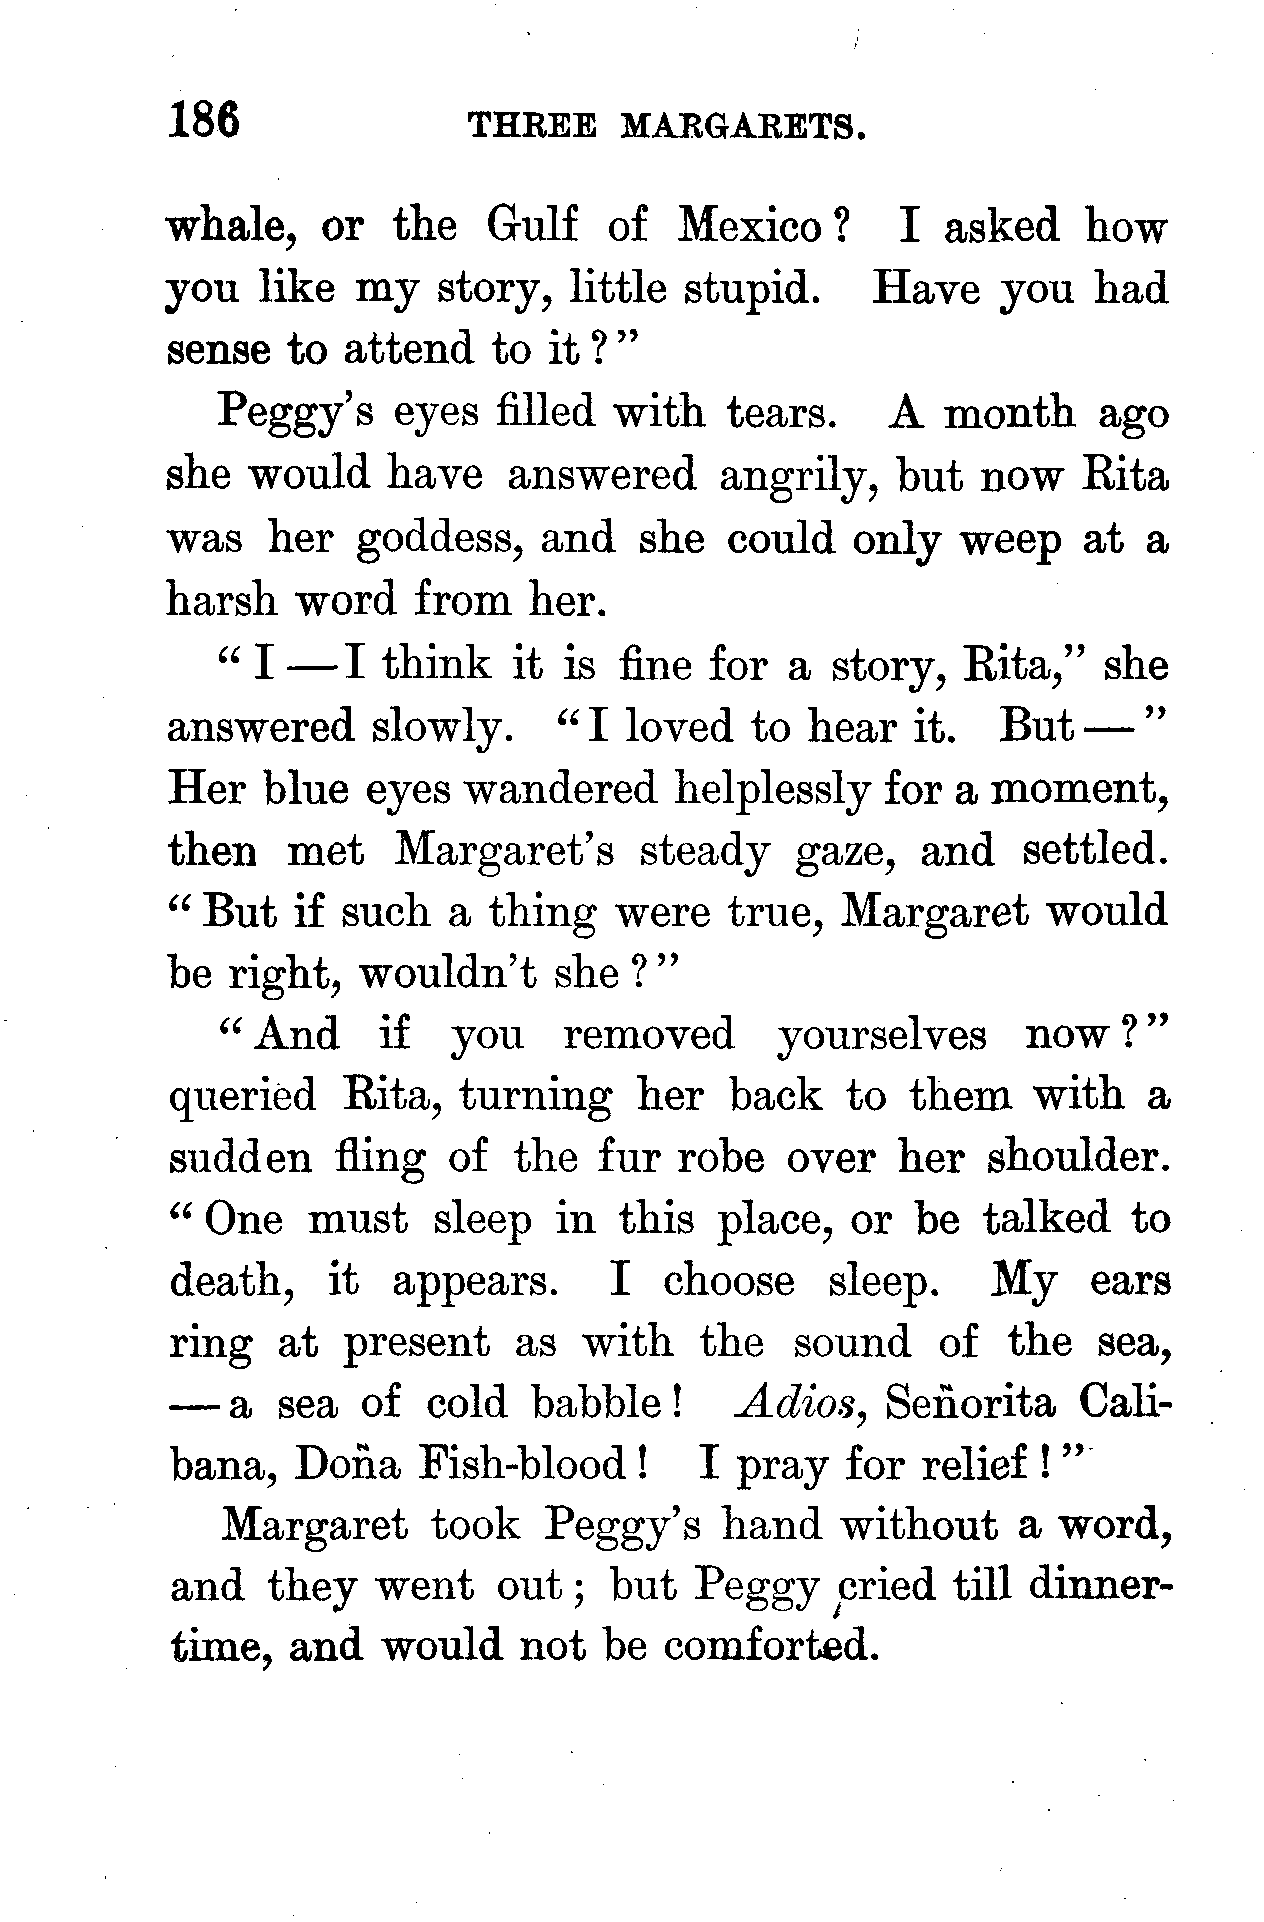 186 THREE MARGARETS.
whale, or the Gulf of Mexico? I asked how
you like my story, little stupid. Have you had
sense to attend to it?”
Peggy’s eyes filled with tears. A month ago
she would have answered angrily, but now Rita
was her goddess, and she could only weep at a
harsh word from her.
“I—I think it is fine for a story, Rita,” she
answered slowly. “I loved to hear it. But—”
Her blue eyes wandered helplessly for a moment,
then met Margaret’s steady gaze, and settled.
“But if such a thing were true, Margaret would
be right, wouldn’t she?”
“And if you removed yourselves now?”
queried Rita, turning her back to them with a
sudden fling of the fur robe over her shoulder.
“One must sleep in this place, or be talked to
death, it appears. I choose sleep. My ears
ring at present as with the sound of the sea,
—a sea of cold babble! Adios, Señorita Cali-
bana, Doña Fish-blood! I pray for relief!”
Margaret took Peggy’s hand without a word,
and they went out; but Peggy cried till dinner-
time, and would not be comforted.